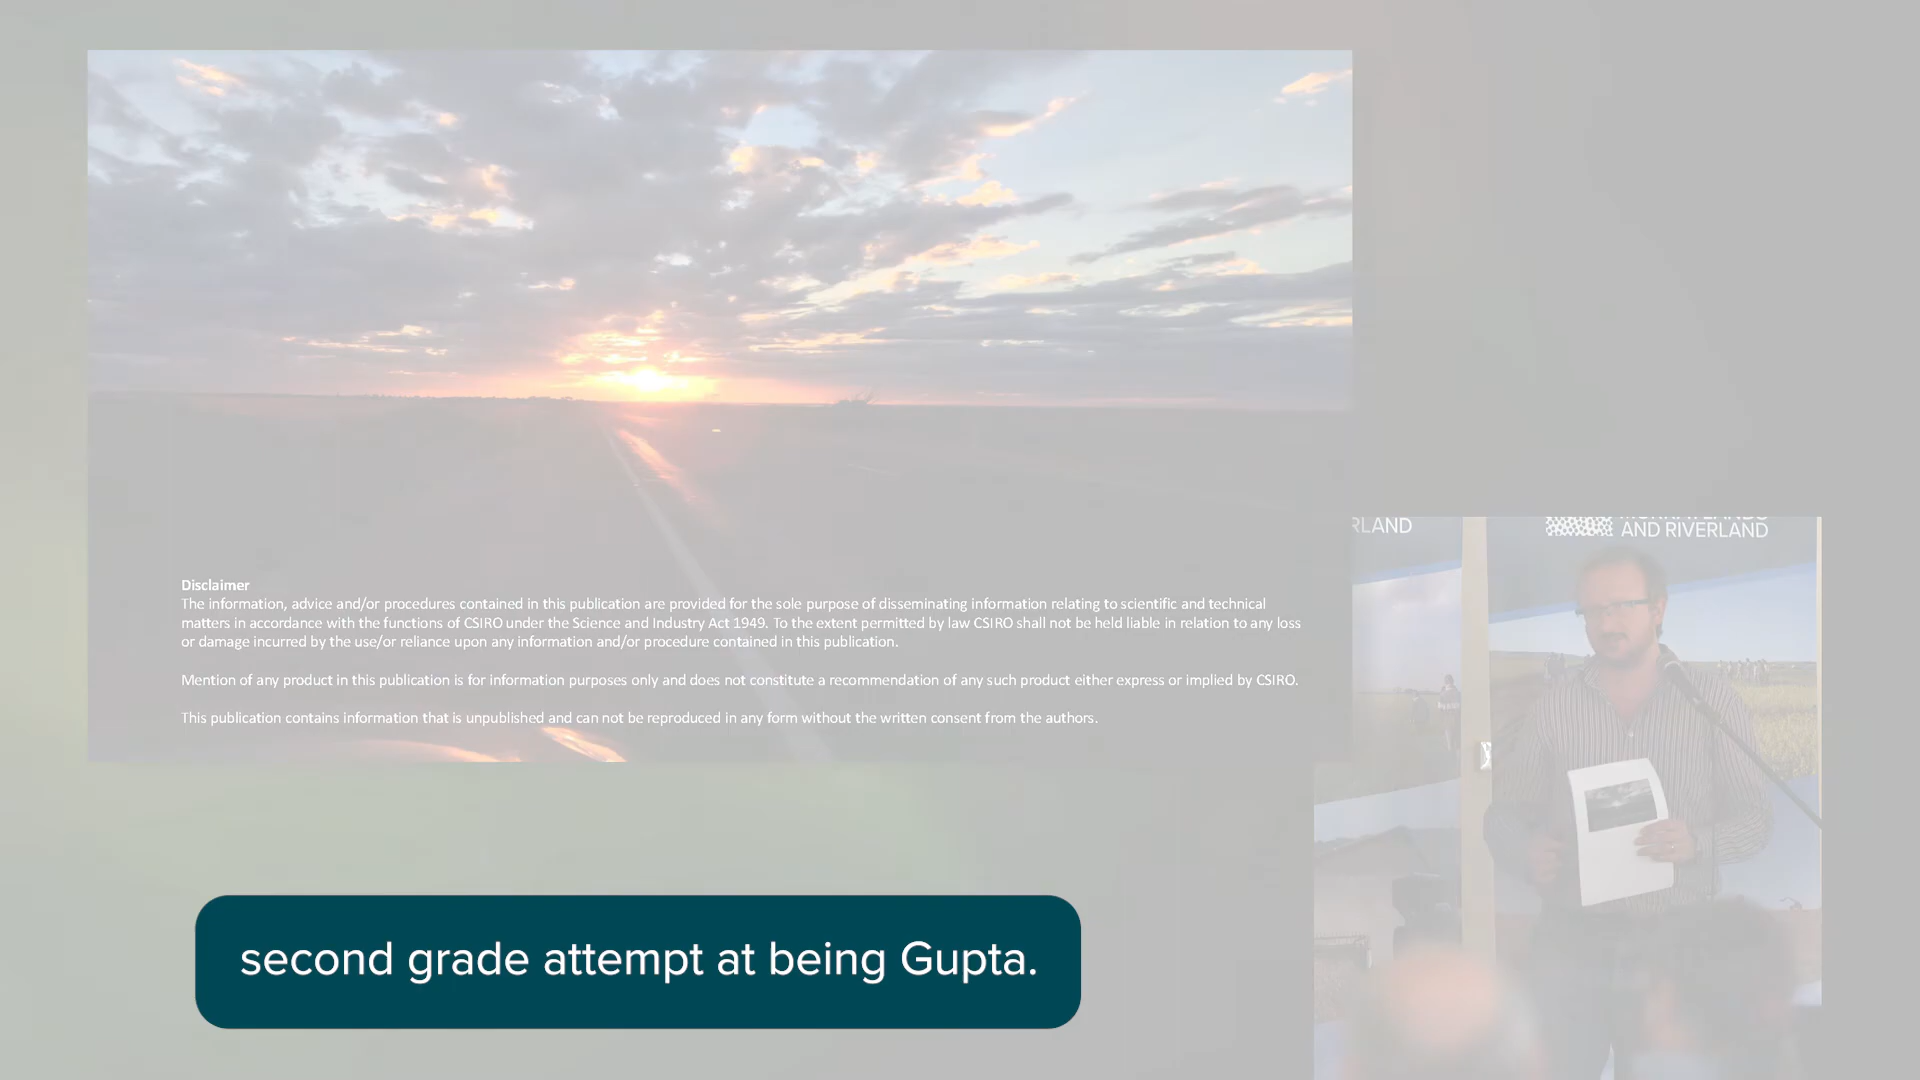 Disclaimer
The information, advice and/or procedures contained in this publication are provided for the sole purpose of disseminating information relating to scientific and technical
matters in accordance with the functions of CSIRO under the Science and Industry Act 1949. To the extent permitted by law CSIRO shall not be held liable in relation to any loss
or damage incurred by the use/or reliance upon any information and/or procedure contained in this publication.
Mention of any product in this publication is for information purposes only and does not constitute a recommendation of any such product either express or implied by CSIRO.
This publication contains information that is unpublished and can not be reproduced in any form without the written consent from the authors.
RLAND
AND RIVERLAND
second grade attempt at being Gupta.